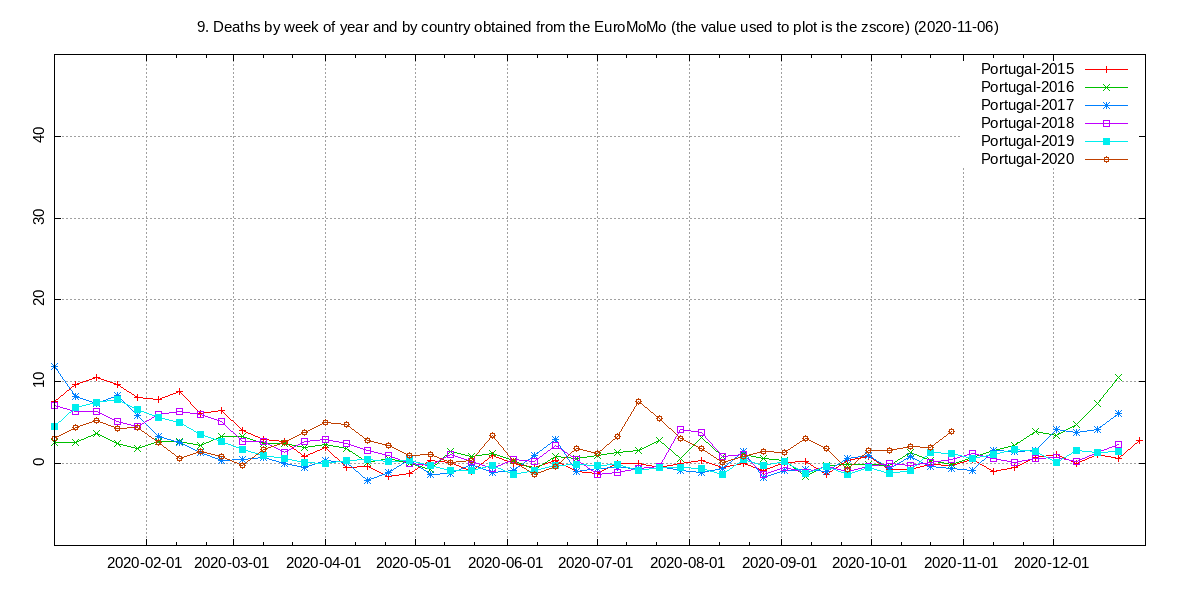 9. Deaths by week of year and by country obtained from the EuroMoMo (the value used to plot is the zscore) (2020-11-06)
Portugal-2015
Portugal-2016
Portugal-2017
Portugal-2018
Portugal-2019
Portugal-2020
40
30
20
10
0
2020-02-01 2020-03-01 2020-04-01 2020-05-01 2020-06-01 2020-07-01 2020-08-01 2020-09-01 2020-10-01 2020-11-01 2020-12-01